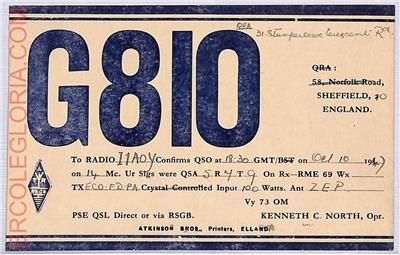 QRA 31. Stumperlowe Crescent Rd
G8IO
QRA :
58, Norfolk Road,
SHEFFIELD, 10
ENGLAND.
To RADIO I1AOY Confirms QSO at 18·30 GMT/BST on Oct 10 1947
on 14 Mc. Ur Sigs were QSA 5 R 7 T 9 On Rx—RME 69 Wx
TX ECO-FD-PA Crystal Controlled Input 100 Watts. Ant Z.E.P.
Vy 73 OM
PSE QSL Direct or via RSGB.
KENNETH C. NORTH, Opr.
ATKINSON BROS., Printers, ELLAND.
ERCOLEGLORIA.COM